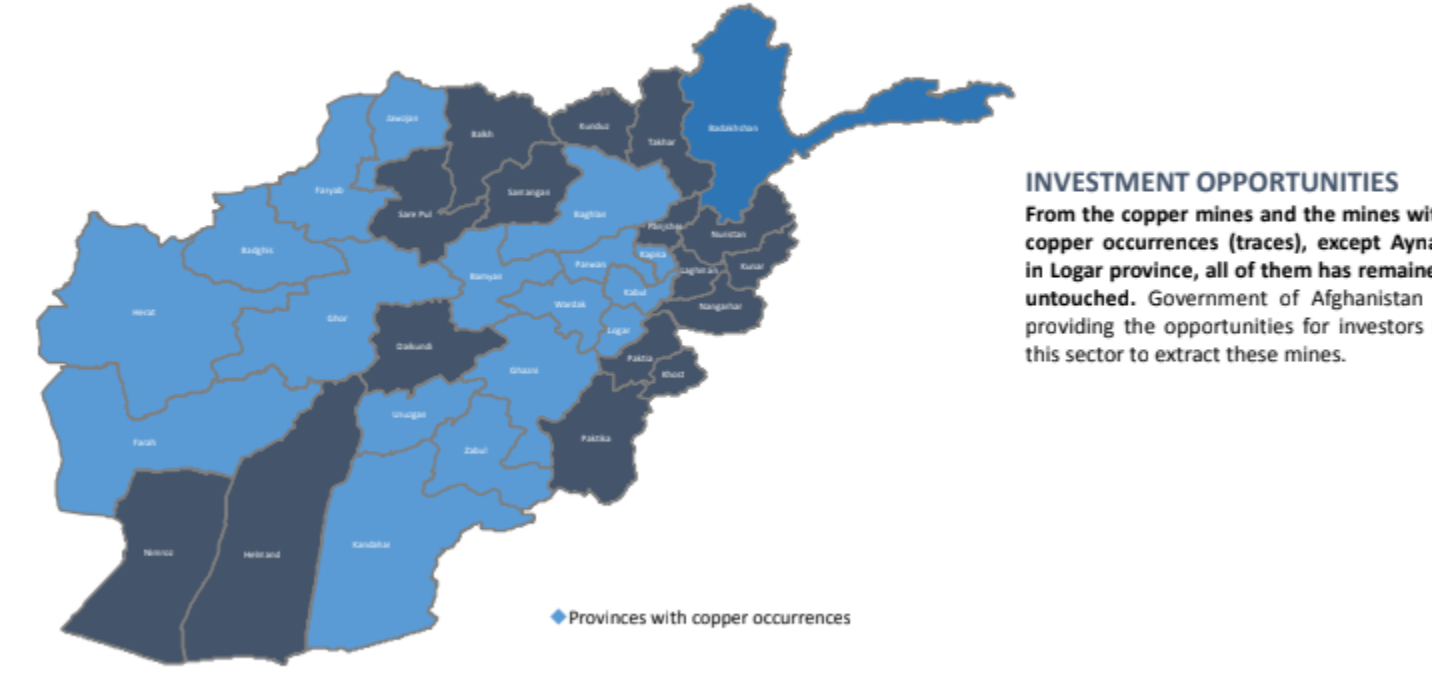 Jawzjan
Balkh
Kunduz
Takhar
Badakhshan
Faryab
Samangan
Sare Pul
Baghlan
Panjsher
Nuristan
Badghis
Kapisa
Parwan
Laghman
Kunar
Bamyan
Kabul
Wardak
Nangarhar
Herat
Ghor
Logar
Daikundi
Paktia
Ghazni
Khost
Uruzgan
Farah
Zabul
Paktika
Nimroz
Helmand
Kandahar
Provinces with copper occurrences
INVESTMENT OPPORTUNITIES
From the copper mines and the mines wi
copper occurrences (traces), except Ayna
in Logar province, all of them has remaine
untouched. Government of Afghanistan
providing the opportunities for investors
this sector to extract these mines.